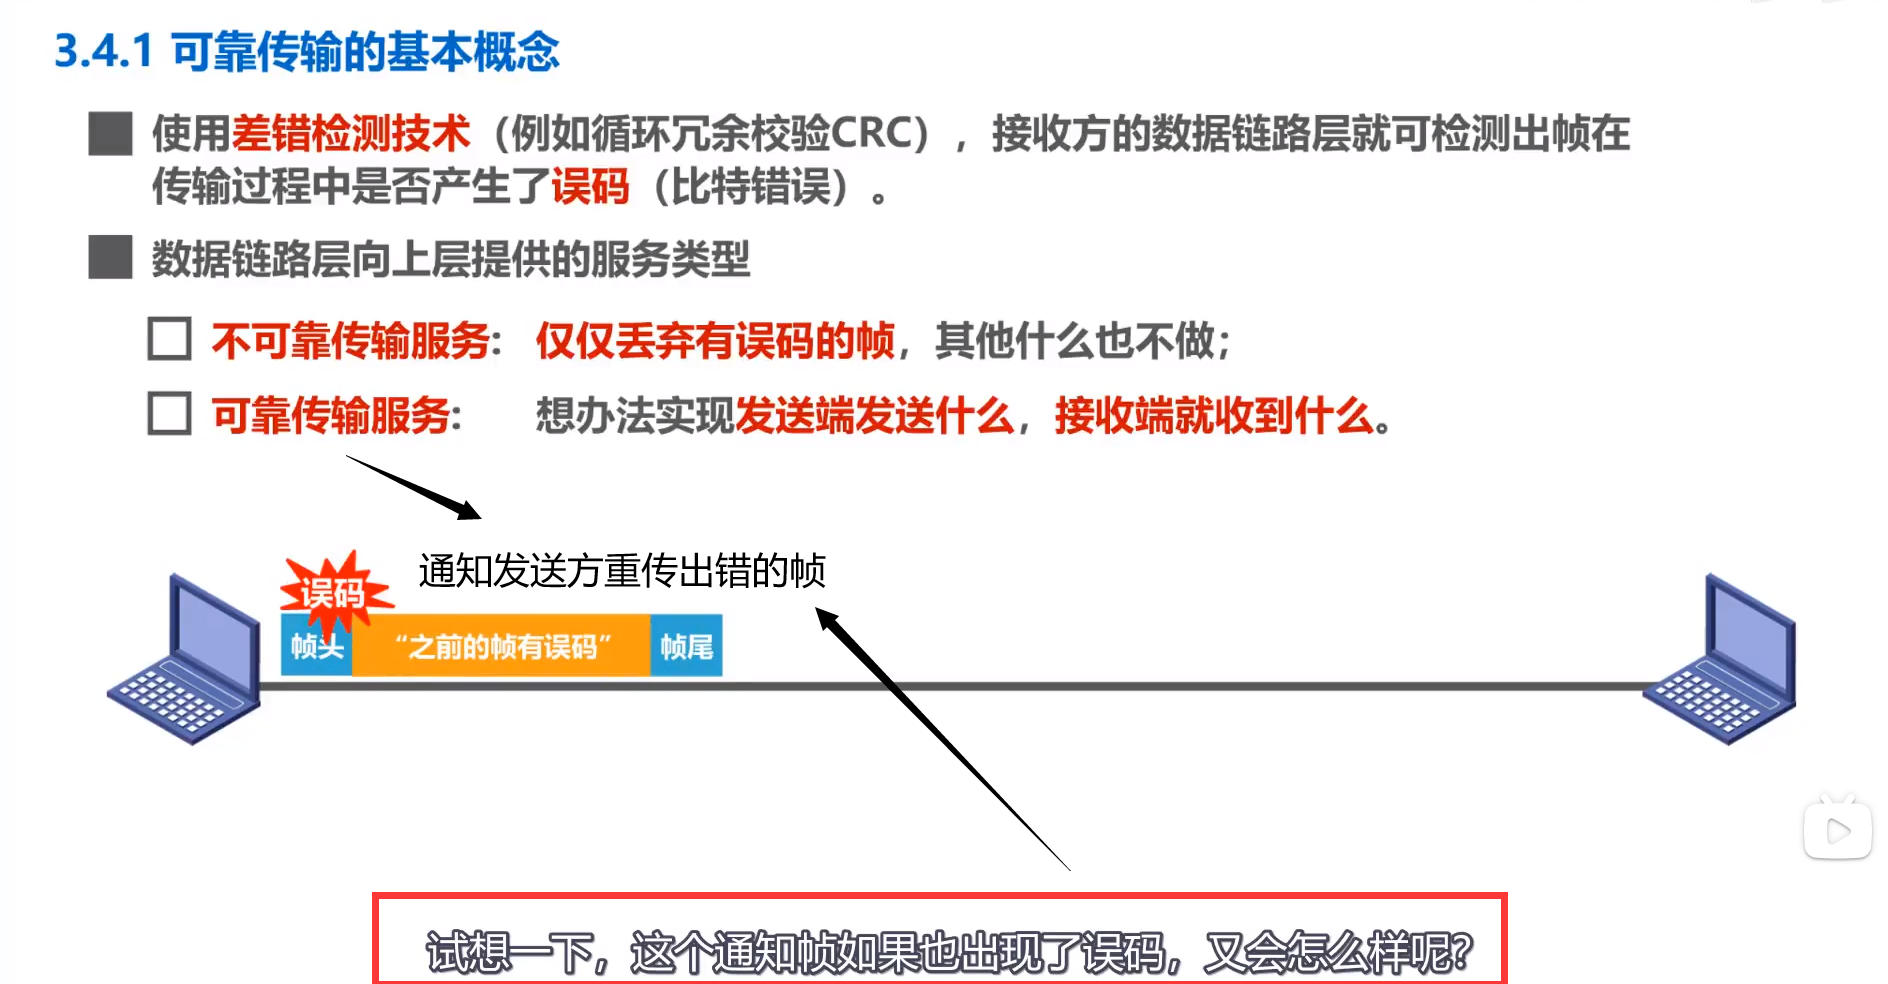 3.4.1 可靠传输的基本概念
使用差错检测技术（例如循环冗余校验CRC），接收方的数据链路层就可检测出帧在
传输过程中是否产生了误码（比特错误）。
数据链路层向上层提供的服务类型
不可靠传输服务： 仅仅丢弃有误码的帧，其他什么也不做；
可靠传输服务： 想办法实现发送端发送什么，接收端就收到什么。
通知发送方重传出错的帧
误码
帧头 “之前的帧有误码” 帧尾
试想一下，这个通知帧如果也出现了误码，又会怎么样呢？